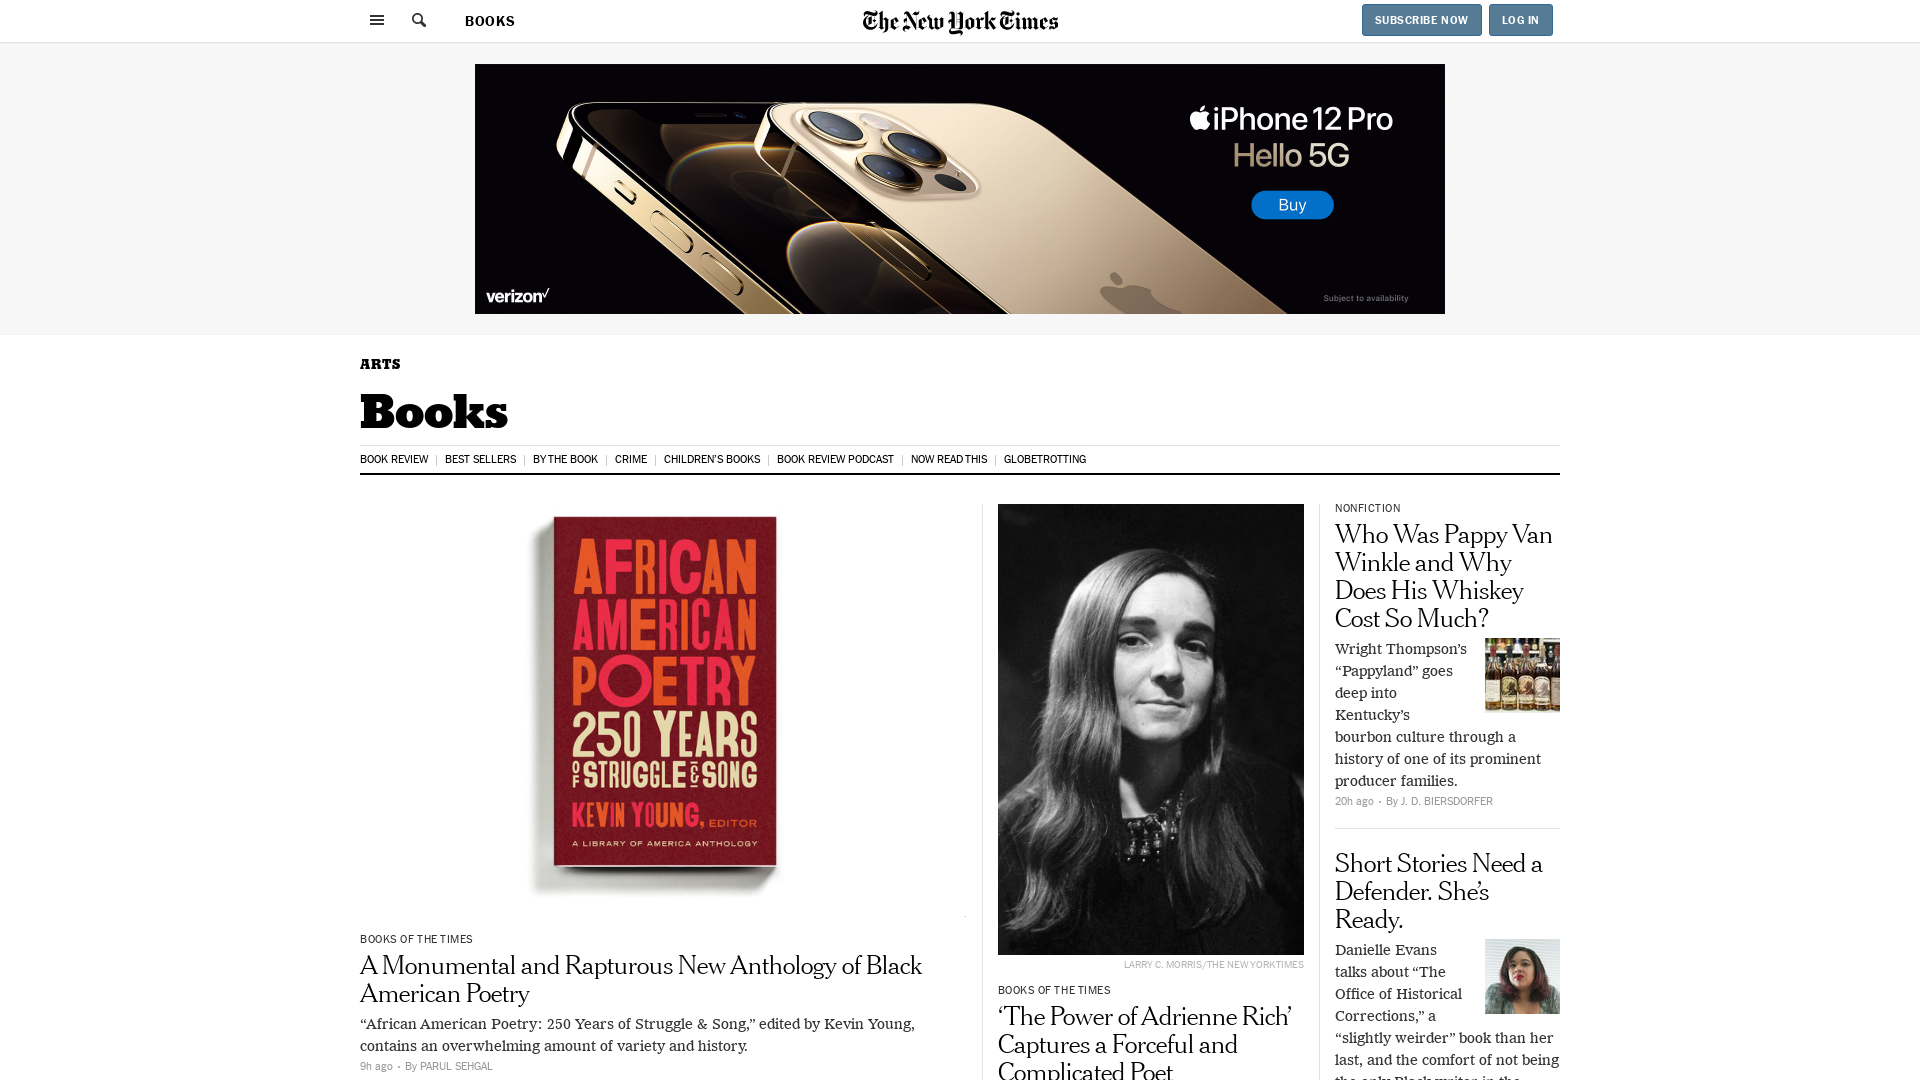 BOOKS
The New York Times
SUBSCRIBE NOW
LOG IN
iPhone 12 Pro
Hello 5G
Buy
verizon✓
Subject to availability
ARTS
Books
BOOK REVIEW
BEST SELLERS
BY THE BOOK
CRIME
CHILDREN'S BOOKS
BOOK REVIEW PODCAST
NOW READ THIS
GLOBETROTTING
AFRICAN
AMERICAN
POETRY
250 YEARS
OF STRUGGLE & SONG
KEVIN YOUNG, EDITOR
A LIBRARY OF AMERICA ANTHOLOGY
BOOKS OF THE TIMES
A Monumental and Rapturous New Anthology of Black
American Poetry
“African American Poetry: 250 Years of Struggle & Song,” edited by Kevin Young,
contains an overwhelming amount of variety and history.
9h ago • By PARUL SEHGAL
LARRY C. MORRIS/THE NEW YORK TIMES
BOOKS OF THE TIMES
‘The Power of Adrienne Rich’
Captures a Forceful and
Complicated Poet
NONFICTION
Who Was Pappy Van
Winkle and Why
Does His Whiskey
Cost So Much?
Wright Thompson’s
“Pappyland” goes
deep into
Kentucky’s
bourbon culture through a
history of one of its prominent
producer families.
20h ago • By J. D. BIERSDORFER
Short Stories Need a
Defender. She’s
Ready.
Danielle Evans
talks about “The
Office of Historical
Corrections,” a
“slightly weirder” book than her
last, and the comfort of not being
the only Black writer in the